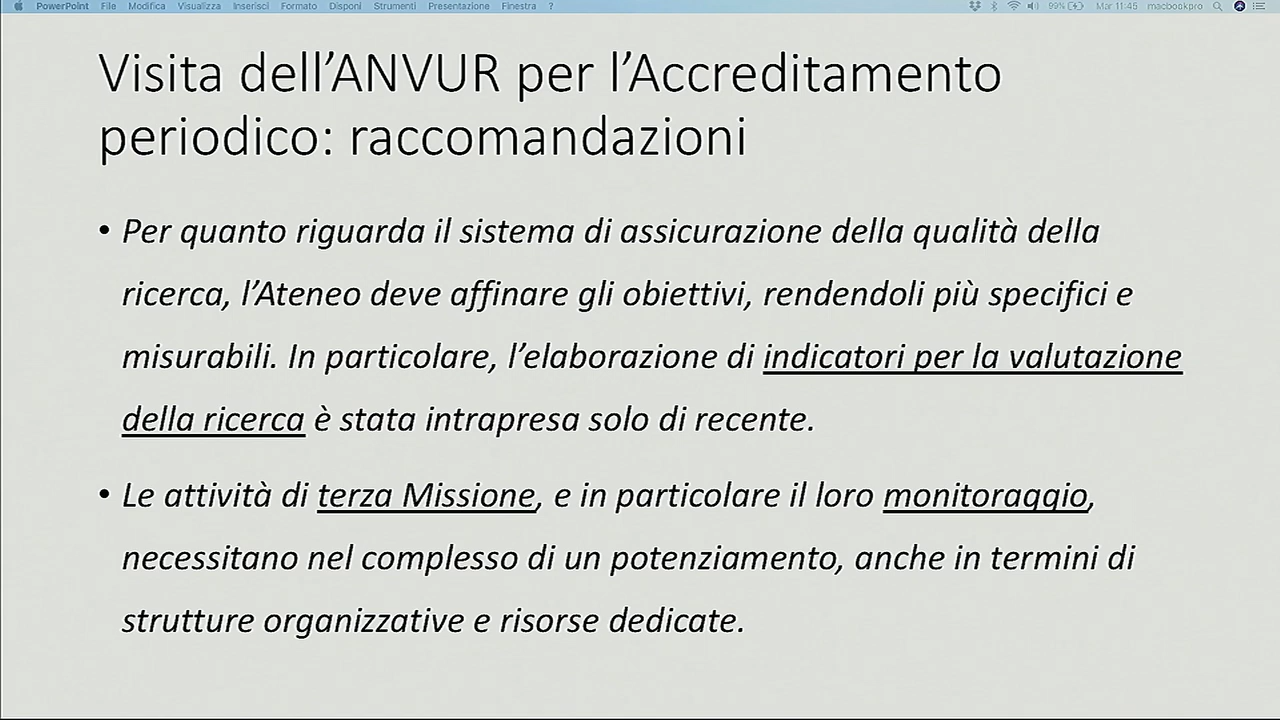 PowerPoint File Modifica Visualizza Inserisci Formato Disponi Strumenti Presentazione Finestra ? 99% Mar 11:45 macbookpro
Visita dell’ANVUR per l’Accreditamento
periodico: raccomandazioni
• Per quanto riguarda il sistema di assicurazione della qualità della
ricerca, l’Ateneo deve affinare gli obiettivi, rendendoli più specifici e
misurabili. In particolare, l’elaborazione di indicatori per la valutazione
della ricerca è stata intrapresa solo di recente.
• Le attività di terza Missione, e in particolare il loro monitoraggio,
necessitano nel complesso di un potenziamento, anche in termini di
strutture organizzative e risorse dedicate.